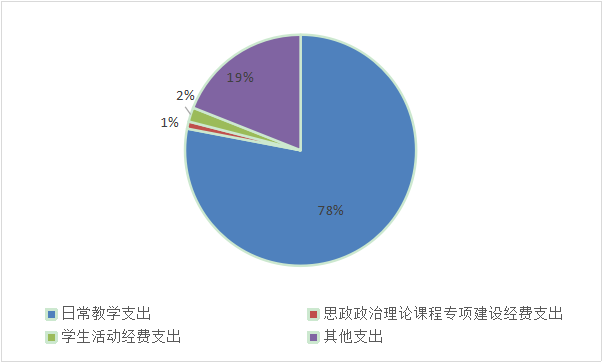 19%
2%
1%
78%
日常教学支出
思政政治理论课程专项建设经费支出
学生活动经费支出
其他支出